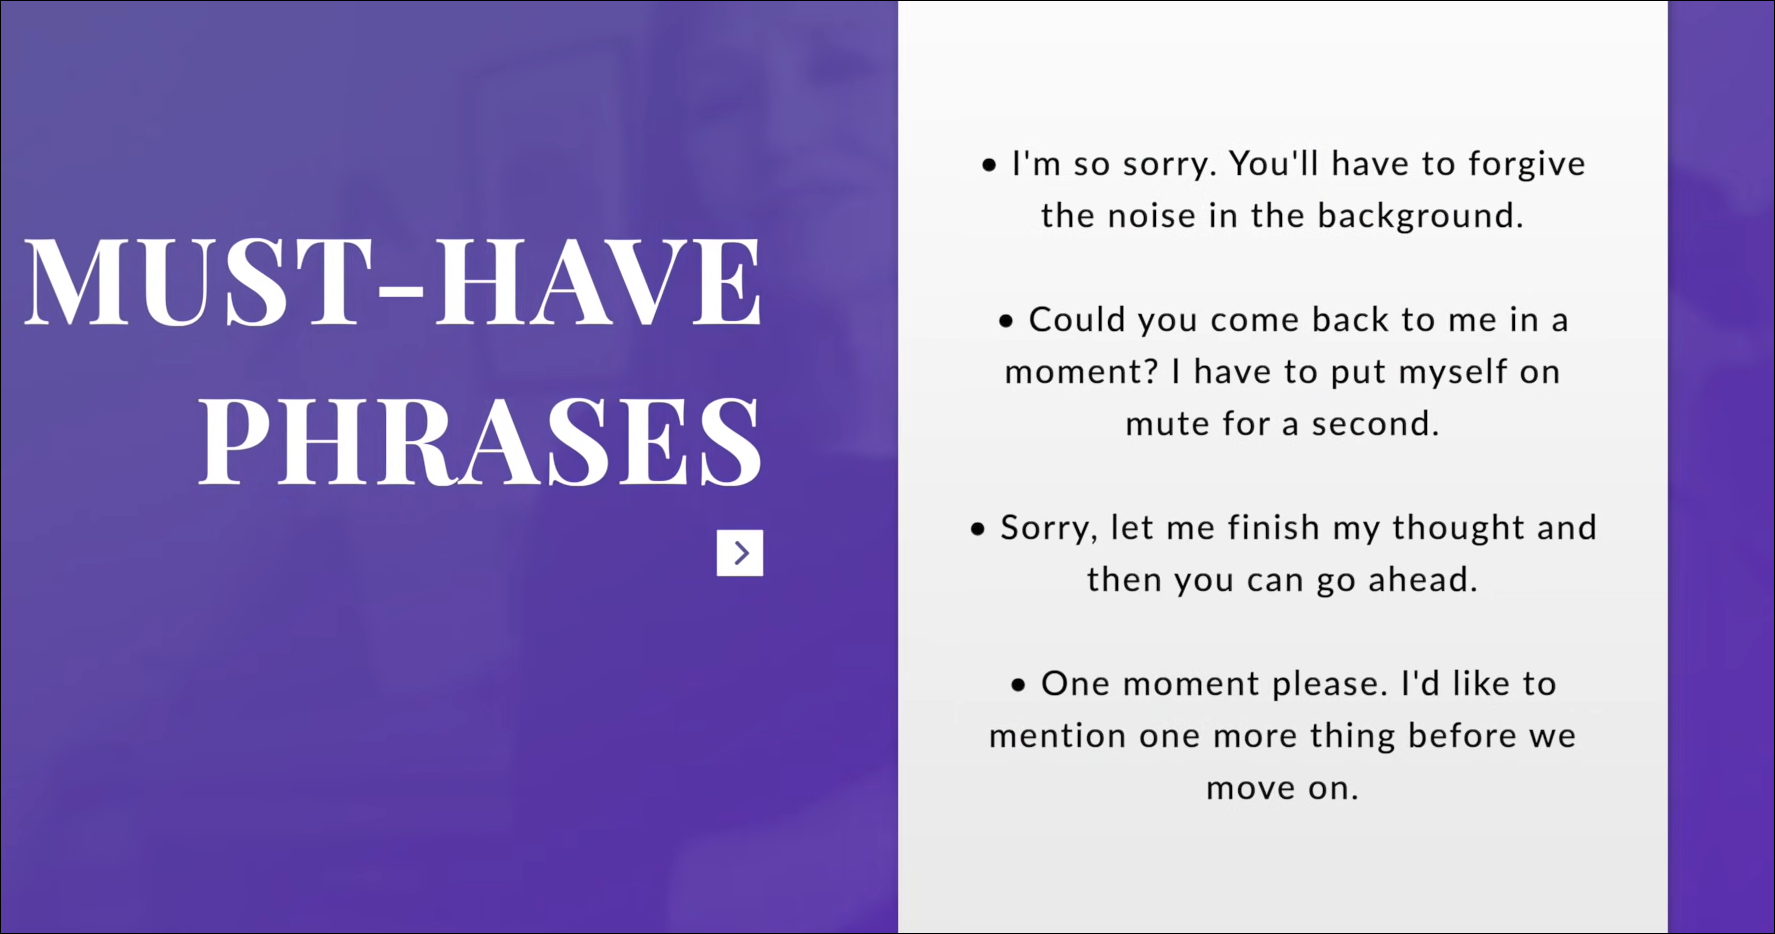 MUST-HAVE
PHRASES
• I'm so sorry. You'll have to forgive
the noise in the background.
• Could you come back to me in a
moment? I have to put myself on
mute for a second.
• Sorry, let me finish my thought and
then you can go ahead.
• One moment please. I'd like to
mention one more thing before we
move on.